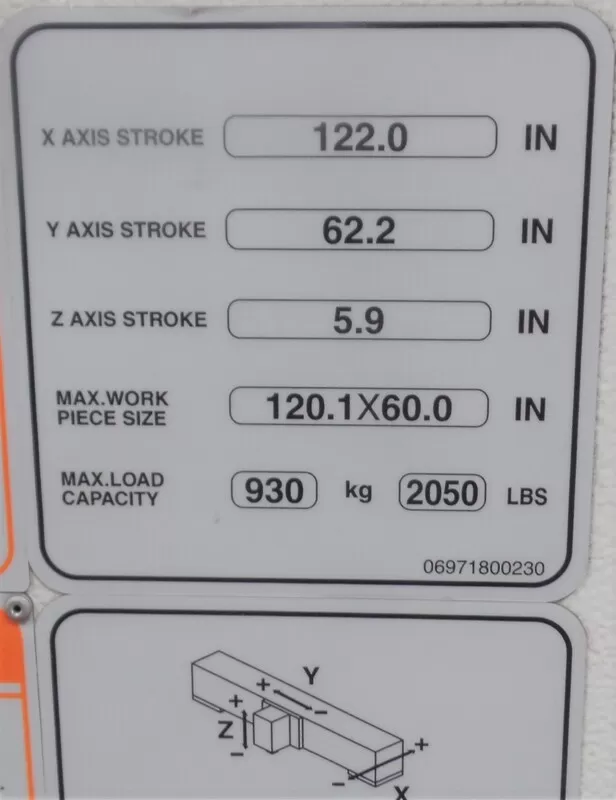 X AXIS STROKE 122.0 IN
Y AXIS STROKE 62.2 IN
Z AXIS STROKE 5.9 IN
MAX.WORK
PIECE SIZE 120.1X60.0 IN
MAX.LOAD
CAPACITY 930 kg 2050 LBS
06971800230
Y
+
-
+
Z
-
+
-
X